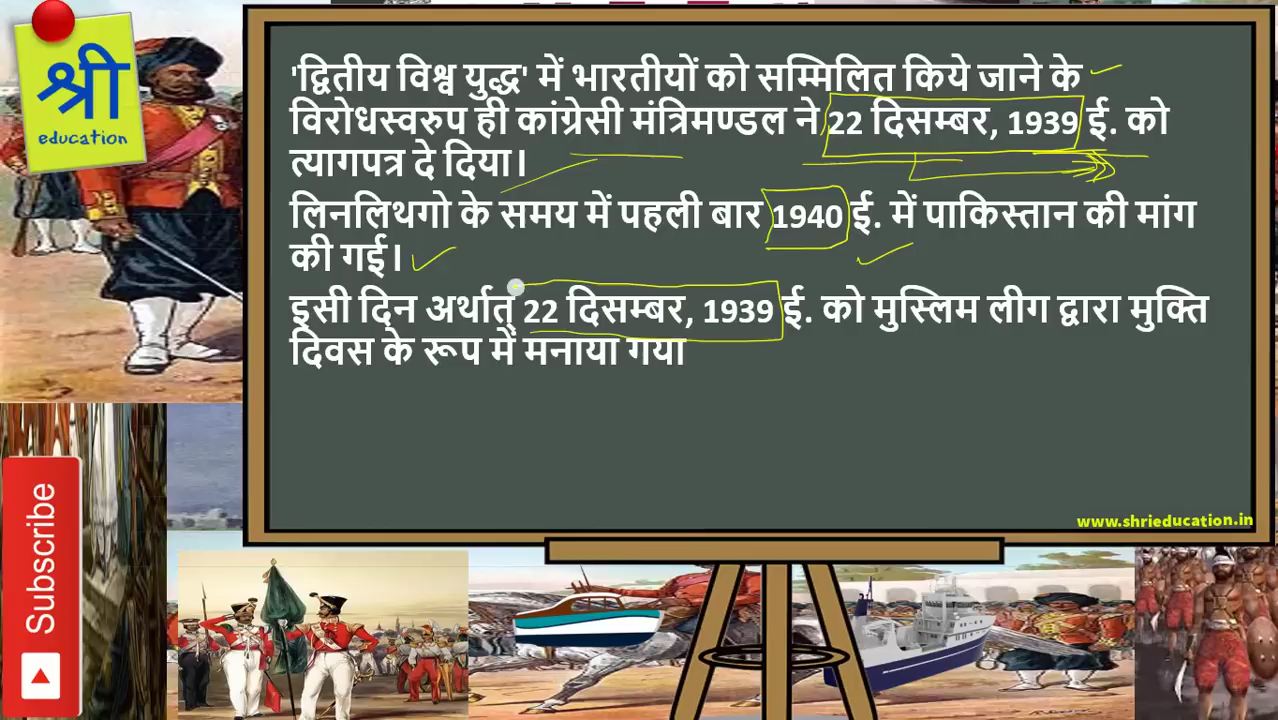 श्री
education
'द्वितीय विश्व युद्ध' में भारतीयों को सम्मिलित किये जाने के
विरोधस्वरुप ही कांग्रेसी मंत्रिमण्डल ने 22 दिसम्बर, 1939 ई. को
त्यागपत्र दे दिया।
लिनलिथगो के समय में पहली बार 1940 ई. में पाकिस्तान की मांग
की गई।
इसी दिन अर्थात् 22 दिसम्बर, 1939 ई. को मुस्लिम लीग द्वारा मुक्ति
दिवस के रूप में मनाया गया
www.shrieducation.in
Subscribe